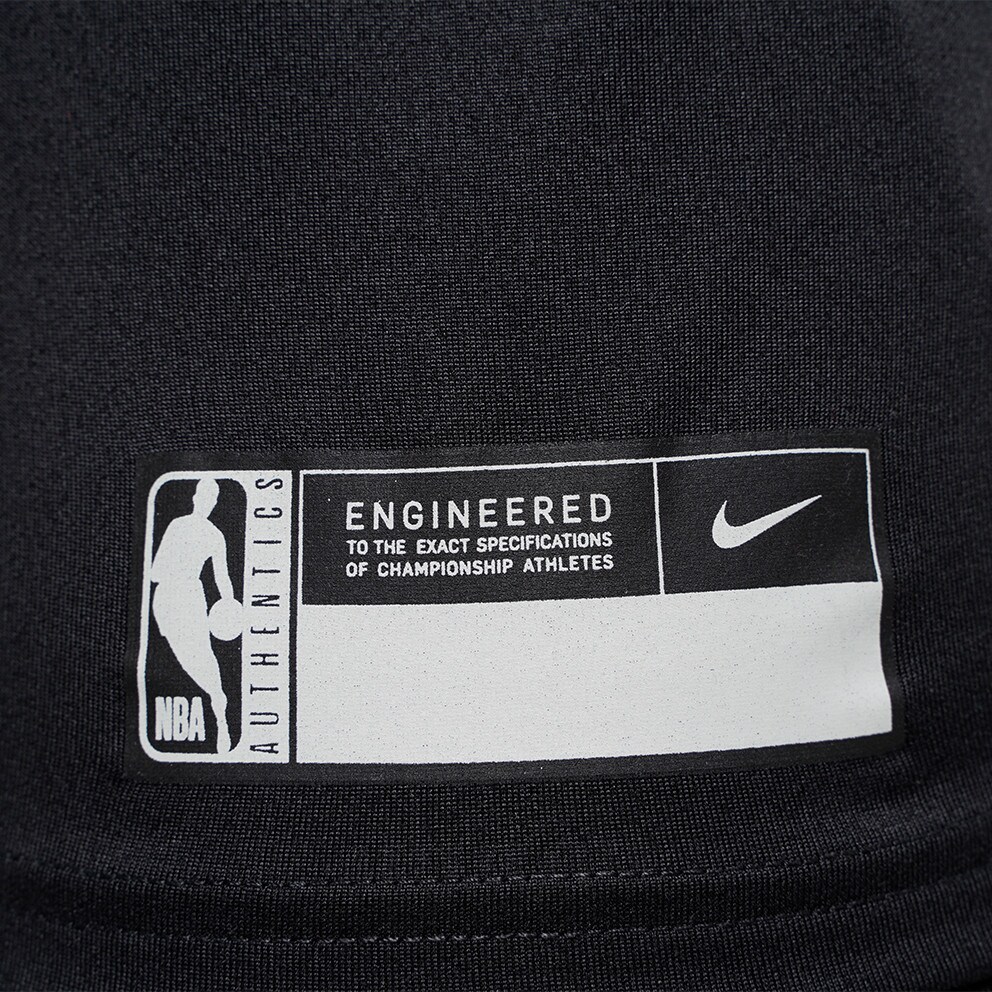 NBA
AUTHENTICS
ENGINEERED
TO THE EXACT SPECIFICATIONS
OF CHAMPIONSHIP ATHLETES